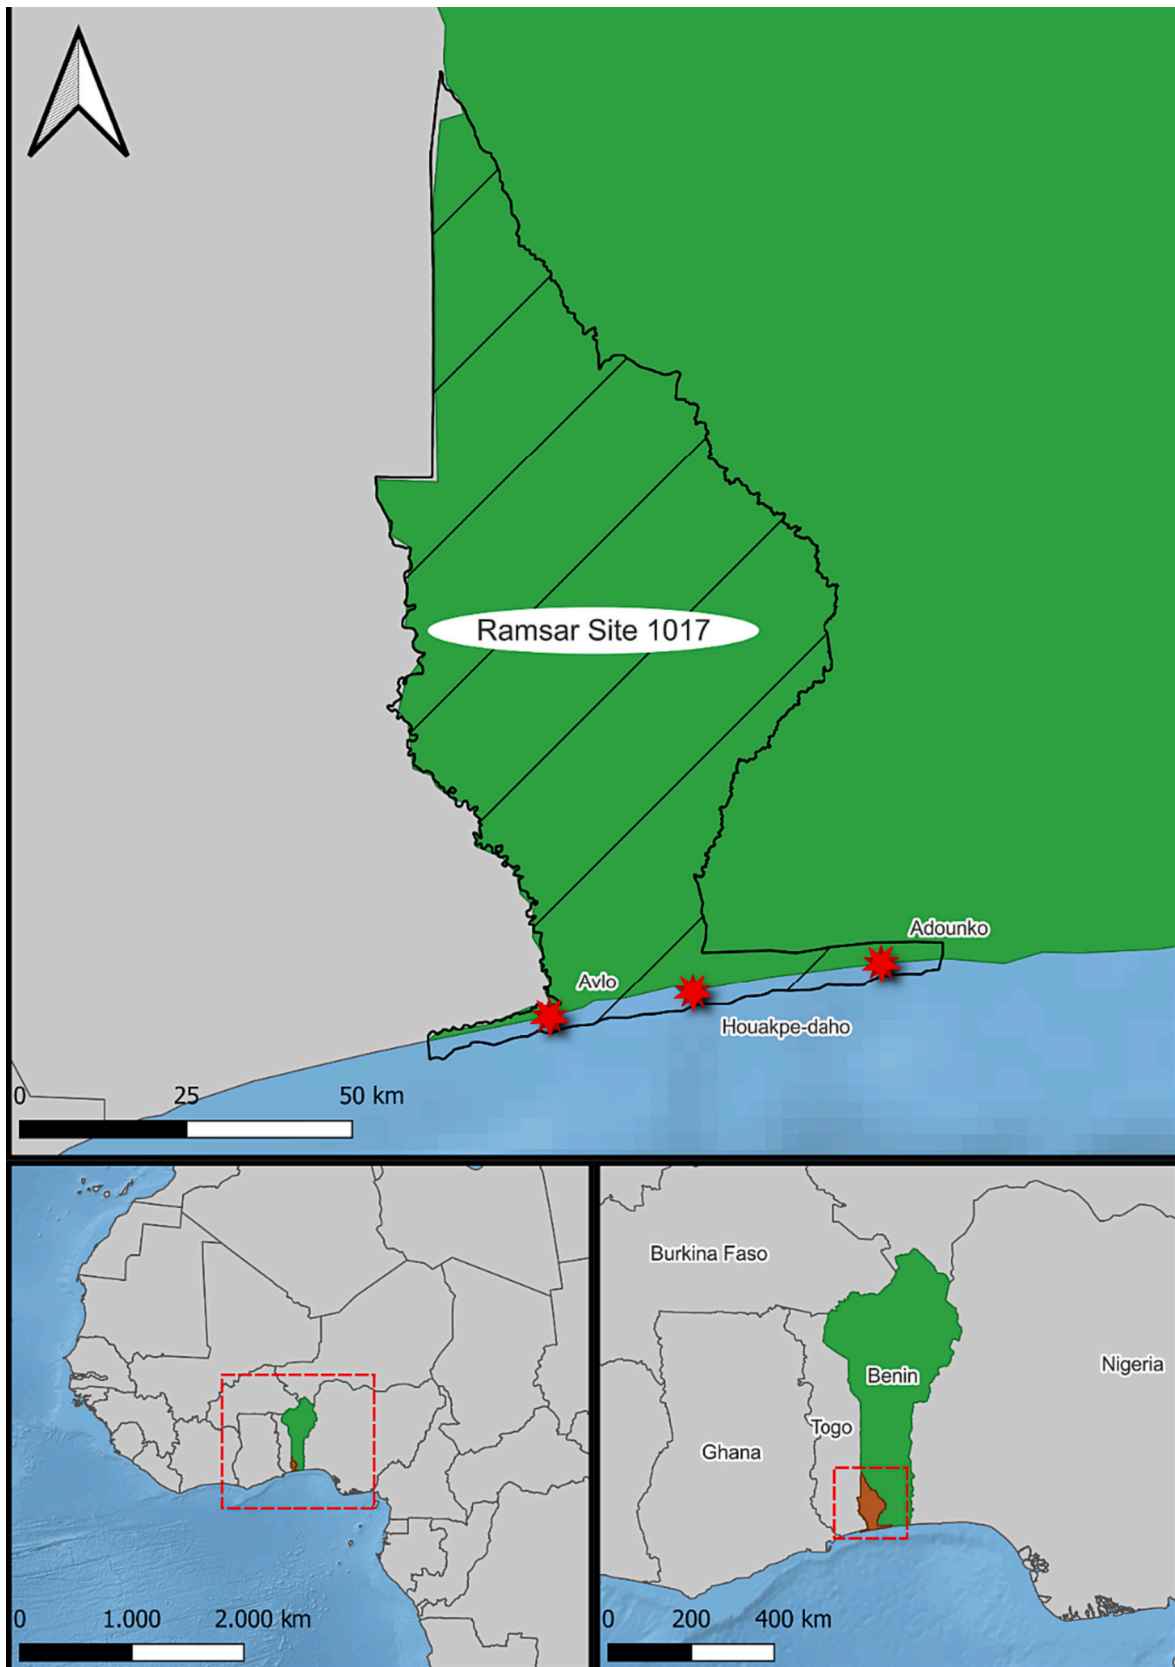 Ramsar Site 1017
Adounko
Avlo
Houakpe-daho
0 25 50 km
Burkina Faso
Nigeria
Benin
Togo
Ghana
0 1.000 2.000 km
0 200 400 km